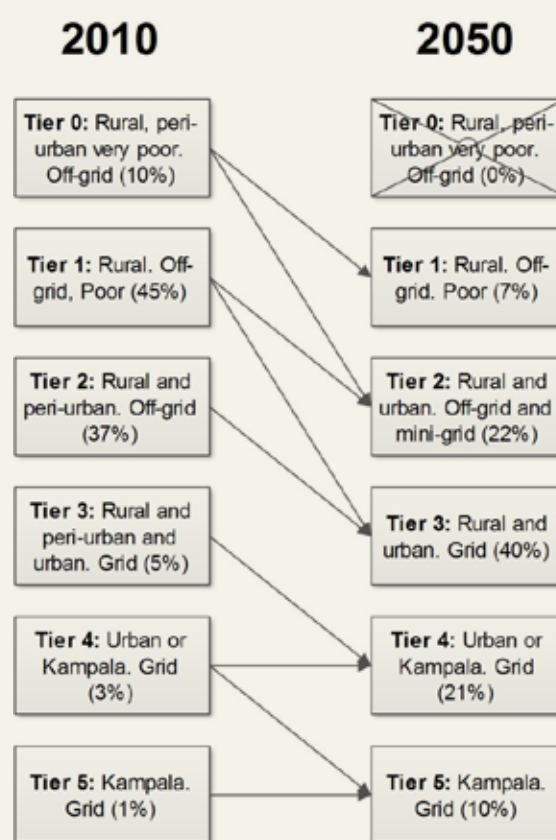 2010
Tier 0: Rural, peri-
urban very poor.
Off-grid (10%)
Tier 1: Rural. Off-
grid, Poor (45%)
Tier 2: Rural and
peri-urban. Off-grid
(37%)
Tier 3: Rural and
peri-urban and
urban. Grid (5%)
Tier 4: Urban or
Kampala. Grid
(3%)
Tier 5: Kampala.
Grid (1%)
2050
Tier 0: Rural, peri-
urban very poor.
Off-grid (0%)
Tier 1: Rural. Off-
grid. Poor (7%)
Tier 2: Rural and
urban. Off-grid and
mini-grid (22%)
Tier 3: Rural and
urban. Grid (40%)
Tier 4: Urban or
Kampala. Grid
(21%)
Tier 5: Kampala.
Grid (10%)